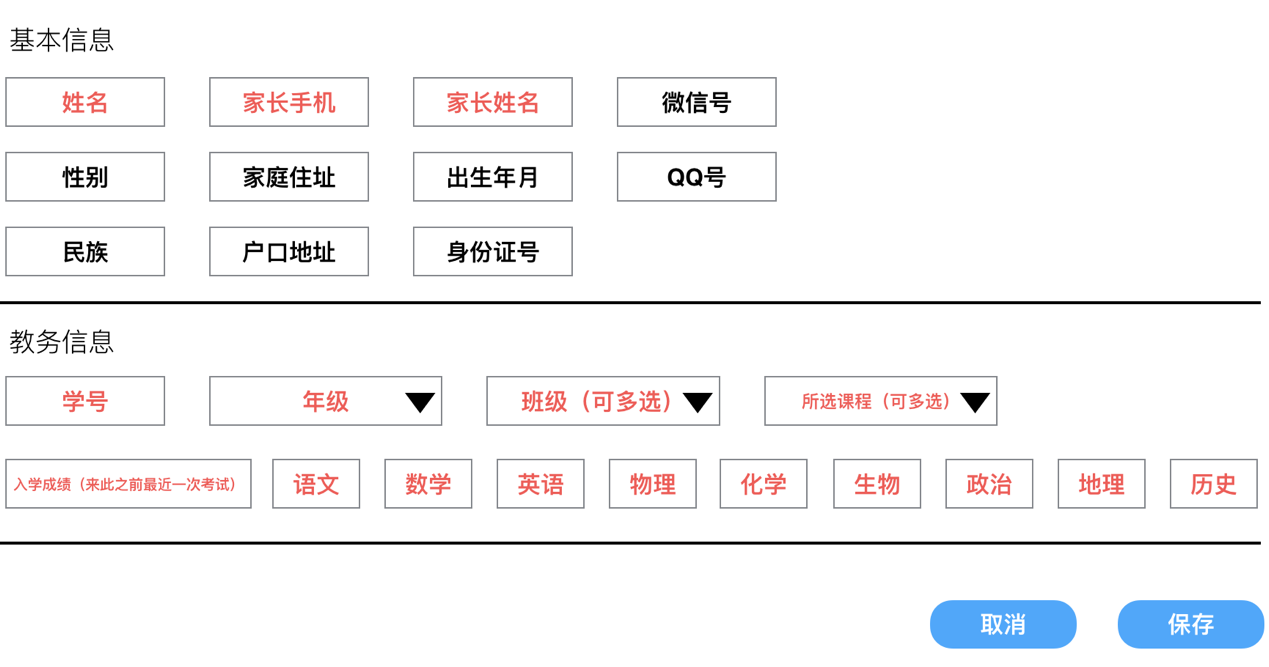 基本信息
姓名 家长手机 家长姓名 微信号
性别 家庭住址 出生年月 QQ号
民族 户口地址 身份证号
教务信息
学号 年级 班级（可多选） 所选课程（可多选）
入学成绩（来此之前最近一次考试） 语文 数学 英语 物理 化学 生物 政治 地理 历史
取消 保存